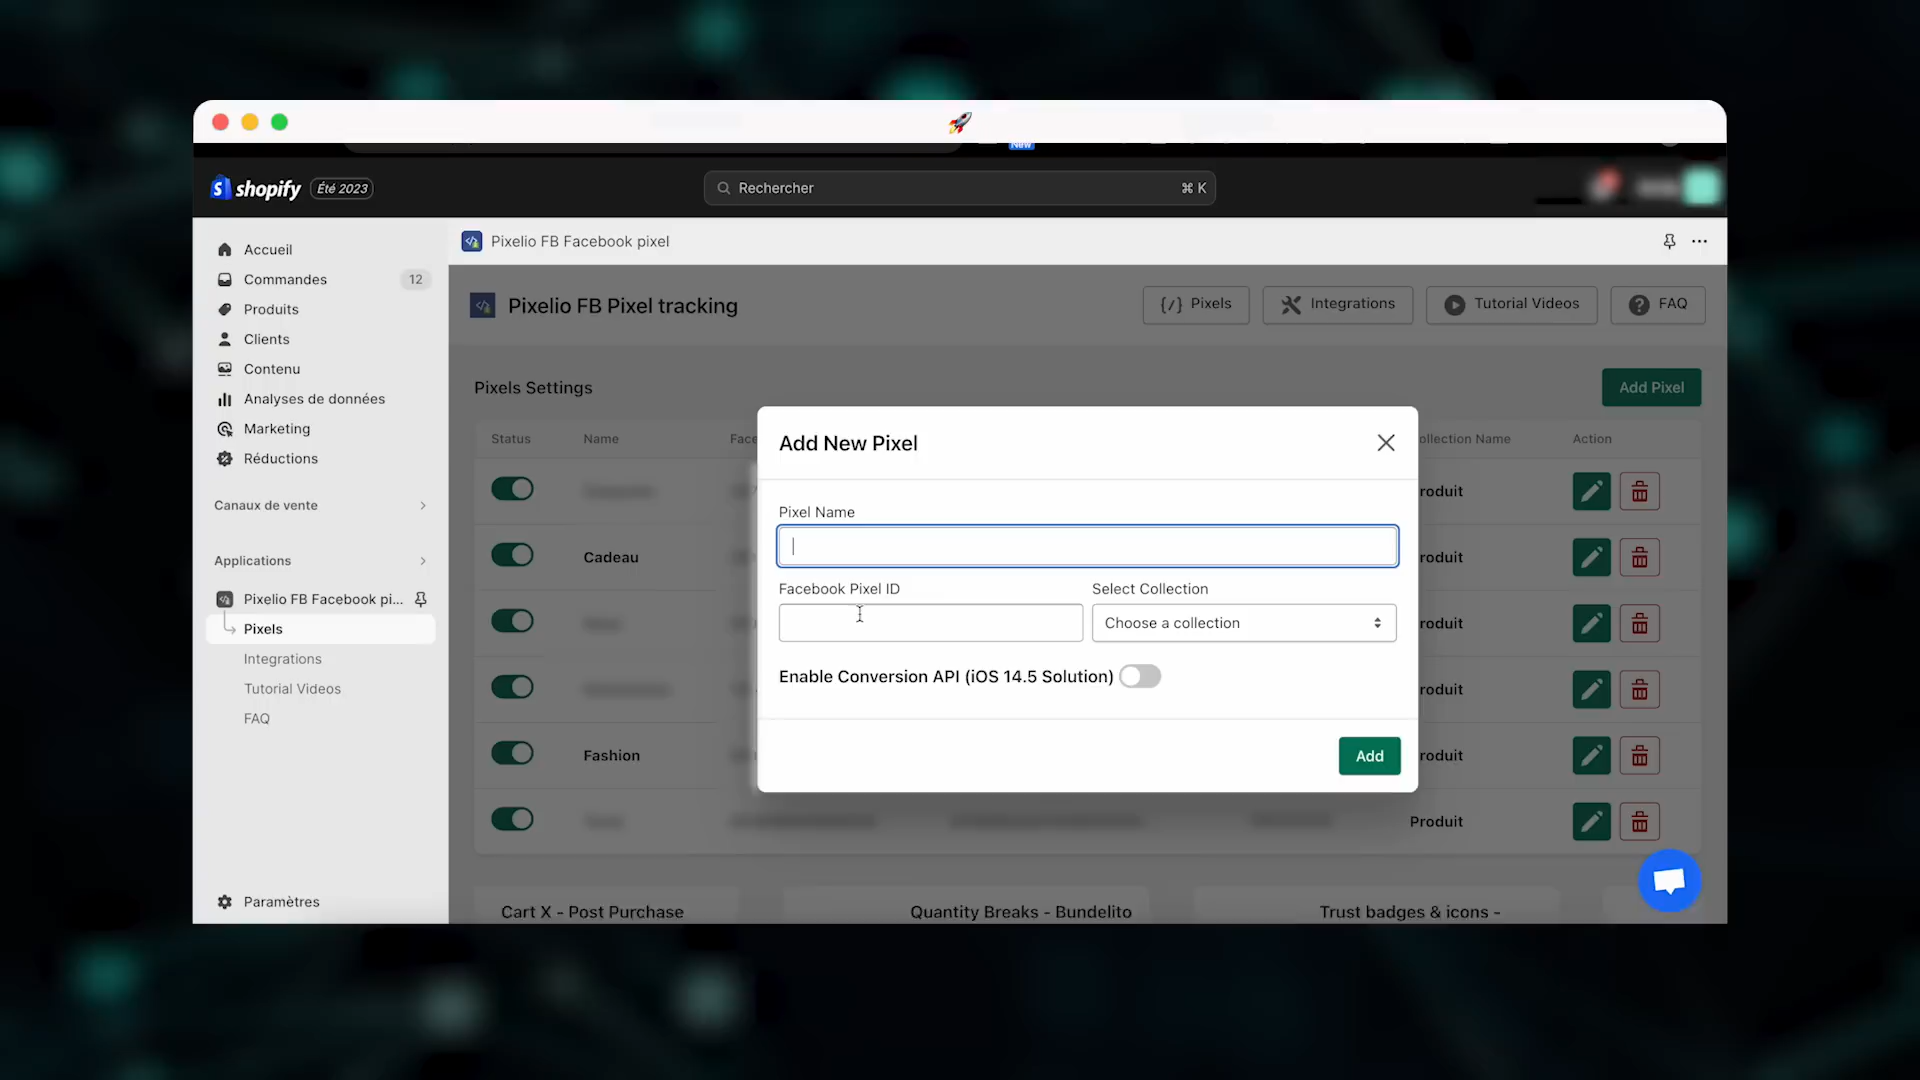 New
shopify Été 2023
Rechercher ⌘ K
Accueil
Commandes 12
Produits
Clients
Contenu
Analyses de données
Marketing
Réductions
Canaux de vente
Applications
Pixelio FB Facebook pi...
Pixels
Integrations
Tutorial Videos
FAQ
Paramètres
Pixelio FB Facebook pixel
Pixelio FB Pixel tracking
Pixels
Integrations
Tutorial Videos
FAQ
Pixels Settings
Add Pixel
Status Name Face ollection Name Action
roduit
Cadeau roduit
roduit
roduit
Fashion roduit
Produit
Add New Pixel
Pixel Name
Facebook Pixel ID Select Collection
Choose a collection
Enable Conversion API (iOS 14.5 Solution)
Add
Cart X - Post Purchase
Quantity Breaks - Bundelito
Trust badges & icons -